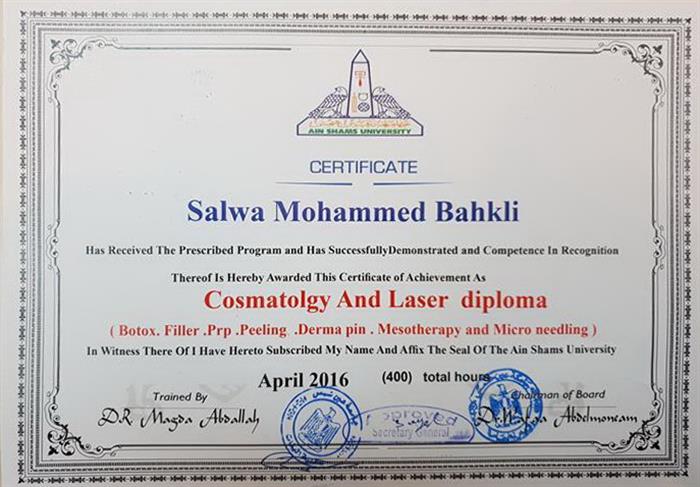 AIN SHAMS UNIVERSITY
CERTIFICATE
Salwa Mohammed Bahkli
Has Received The Prescribed Program and Has SuccessfullyDemonstrated and Competence In Recognition
Thereof Is Hereby Awarded This Certificate of Achievement As
Cosmatolgy And Laser diploma
( Botox. Filler .Prp .Peeling .Derma pin . Mesotherapy and Micro needling )
In Witness There Of I Have Hereto Subscribed My Name And Affix The Seal Of The Ain Shams University
April 2016 (400) total hours
Trained By
Chairman of Board
DR Magda Abdallah
Approved
Secretary General
Dr. Abdelmoneam